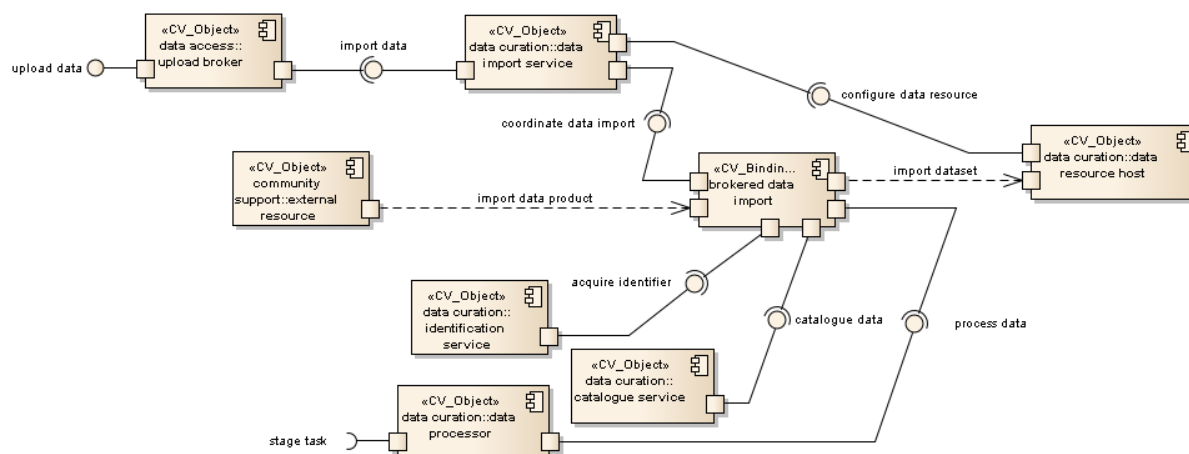 «CV_Object»
data access::
upload broker
upload data
import data
«CV_Object»
data curation::data
import service
configure data resource
coordinate data import
«CV_Object»
data curation::data
resource host
«CV_Object»
community
support::external
resource
import data product
«CV_Bindin...
brokered data
import
import dataset
acquire identifier
«CV_Object»
data curation::
identification
service
catalogue data
process data
«CV_Object»
data curation::
catalogue service
«CV_Object»
data curation::data
processor
stage task